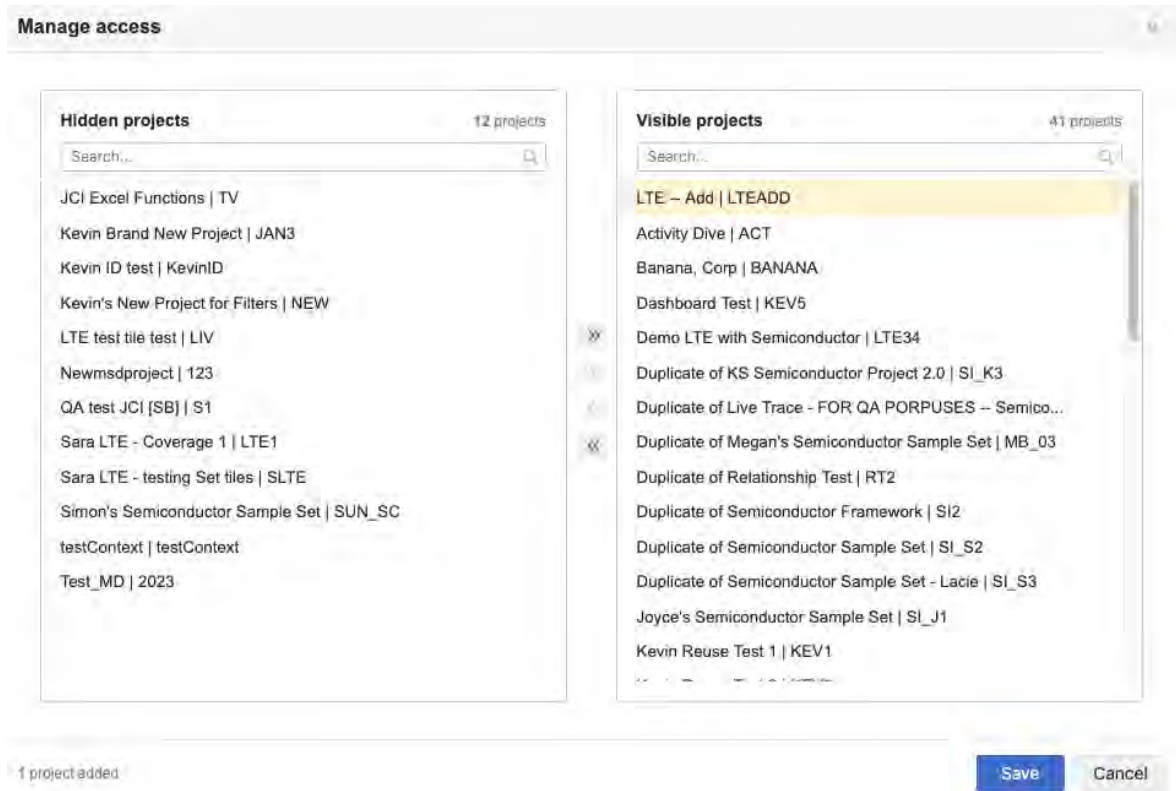 Manage access
Hidden projects
12 projects
Search...
JCI Excel Functions | TV
Kevin Brand New Project | JAN3
Kevin ID test | KevinID
Kevin's New Project for Filters | NEW
LTE test tile test | LIV
Newmsdproject | 123
QA test JCI [SB] | S1
Sara LTE - Coverage 1 | LTE1
Sara LTE - testing Set tiles | SLTE
Simon's Semiconductor Sample Set | SUN_SC
testContext | testContext
Test_MD | 2023
»
«
Visible projects
41 projects
Search...
LTE -- Add | LTEADD
Activity Dive | ACT
Banana, Corp | BANANA
Dashboard Test | KEV5
Demo LTE with Semiconductor | LTE34
Duplicate of KS Semiconductor Project 2.0 | SI_K3
Duplicate of Live Trace - FOR QA PORPUSES -- Semico...
Duplicate of Megan's Semiconductor Sample Set | MB_03
Duplicate of Relationship Test | RT2
Duplicate of Semiconductor Framework | SI2
Duplicate of Semiconductor Sample Set | SI_S2
Duplicate of Semiconductor Sample Set - Lacie | SI_S3
Joyce's Semiconductor Sample Set | SI_J1
Kevin Reuse Test 1 | KEV1
1 project added
Save
Cancel